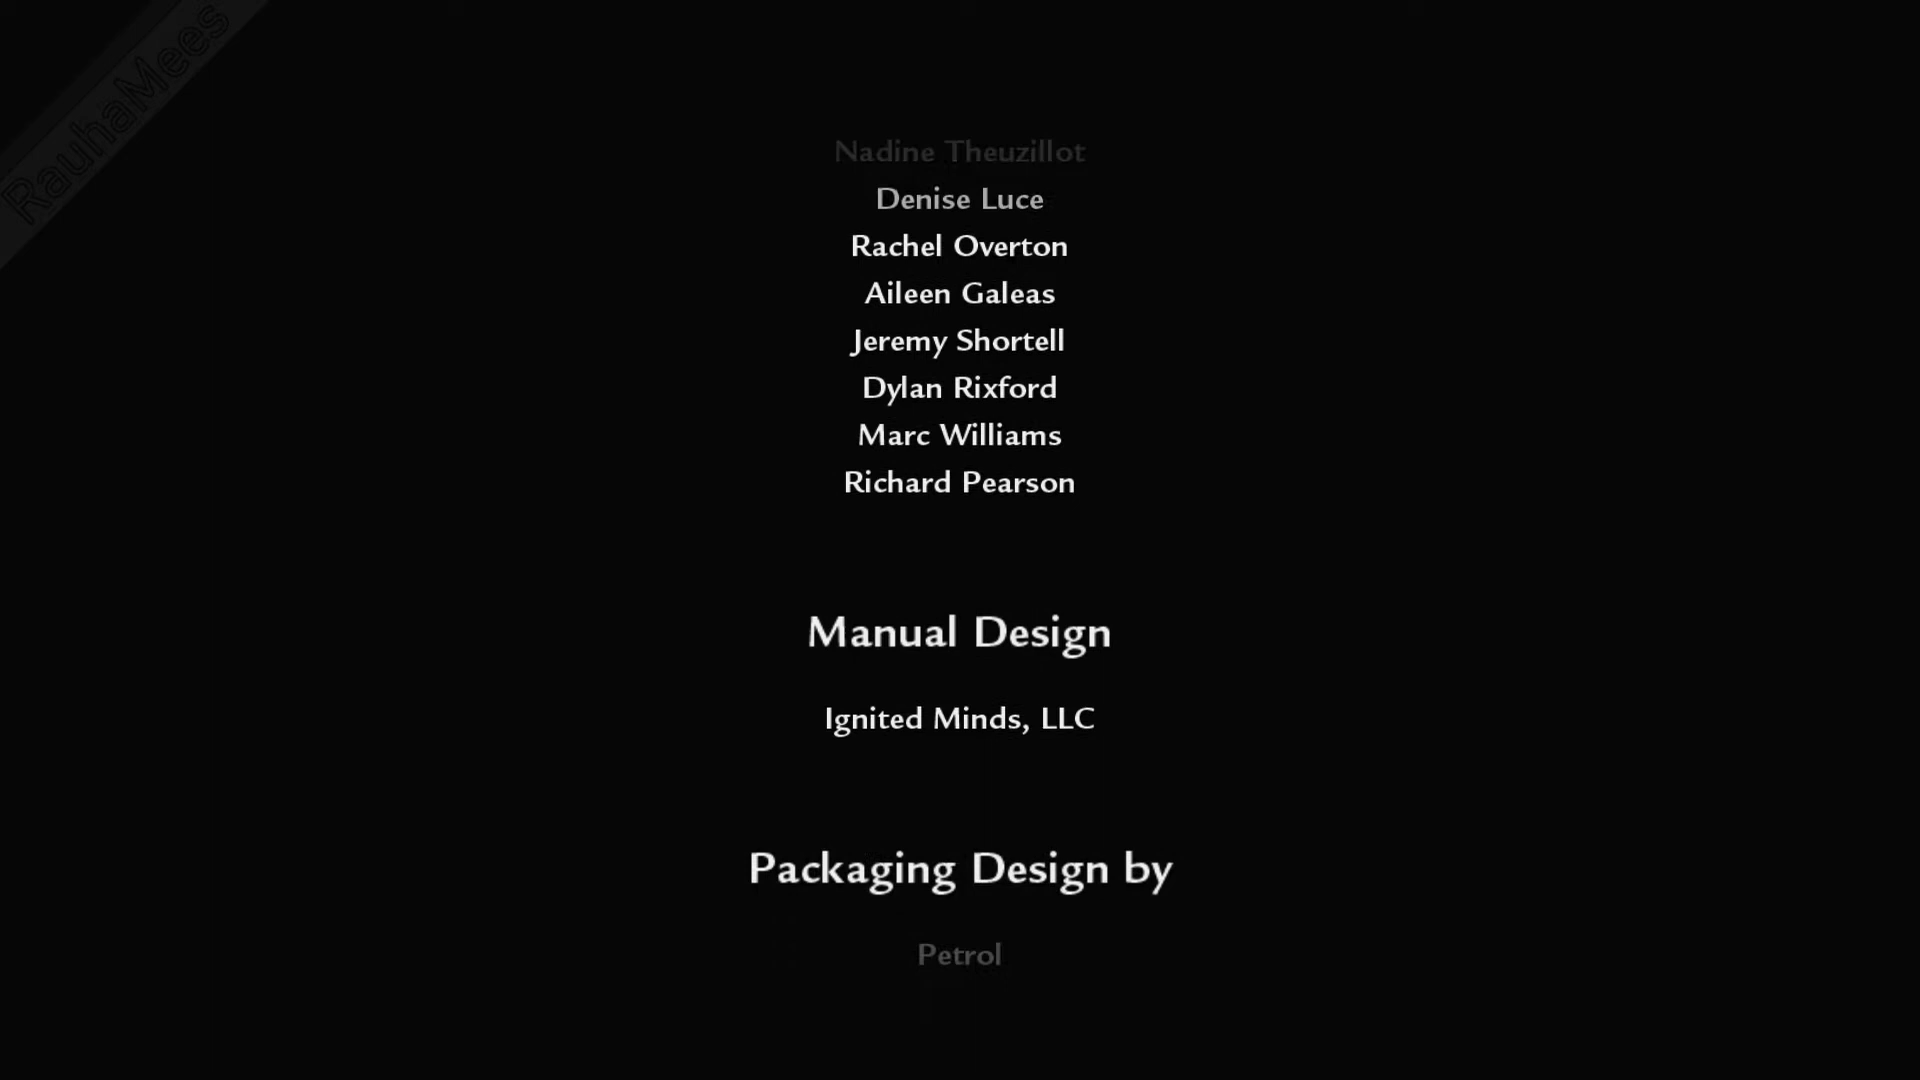 RauhaMees
Nadine Theuzillot
Denise Luce
Rachel Overton
Aileen Galeas
Jeremy Shortell
Dylan Rixford
Marc Williams
Richard Pearson
Manual Design
Ignited Minds, LLC
Packaging Design by
Petrol